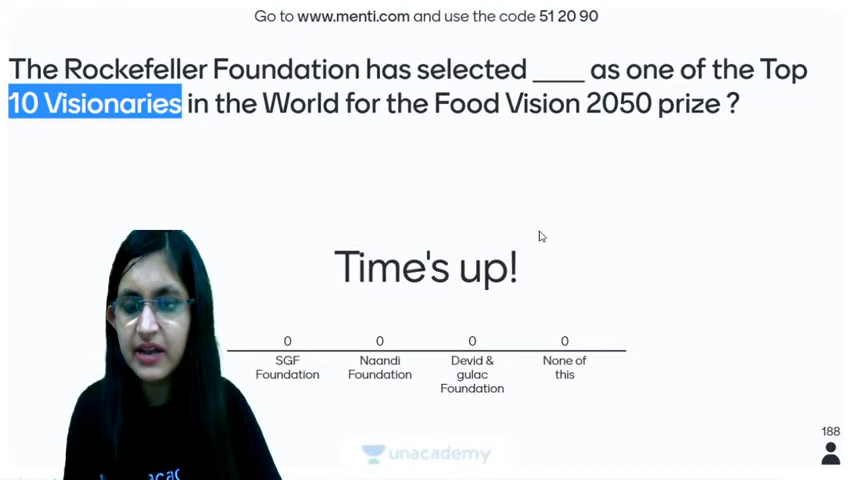 Go to www.menti.com and use the code 51 20 90
The Rockefeller Foundation has selected ____ as one of the Top
10 Visionaries in the World for the Food Vision 2050 prize ?
Time's up!
0 0 0 0
SGF Foundation
Naandi Foundation
Devid & gulac Foundation
None of this
188
unacademy